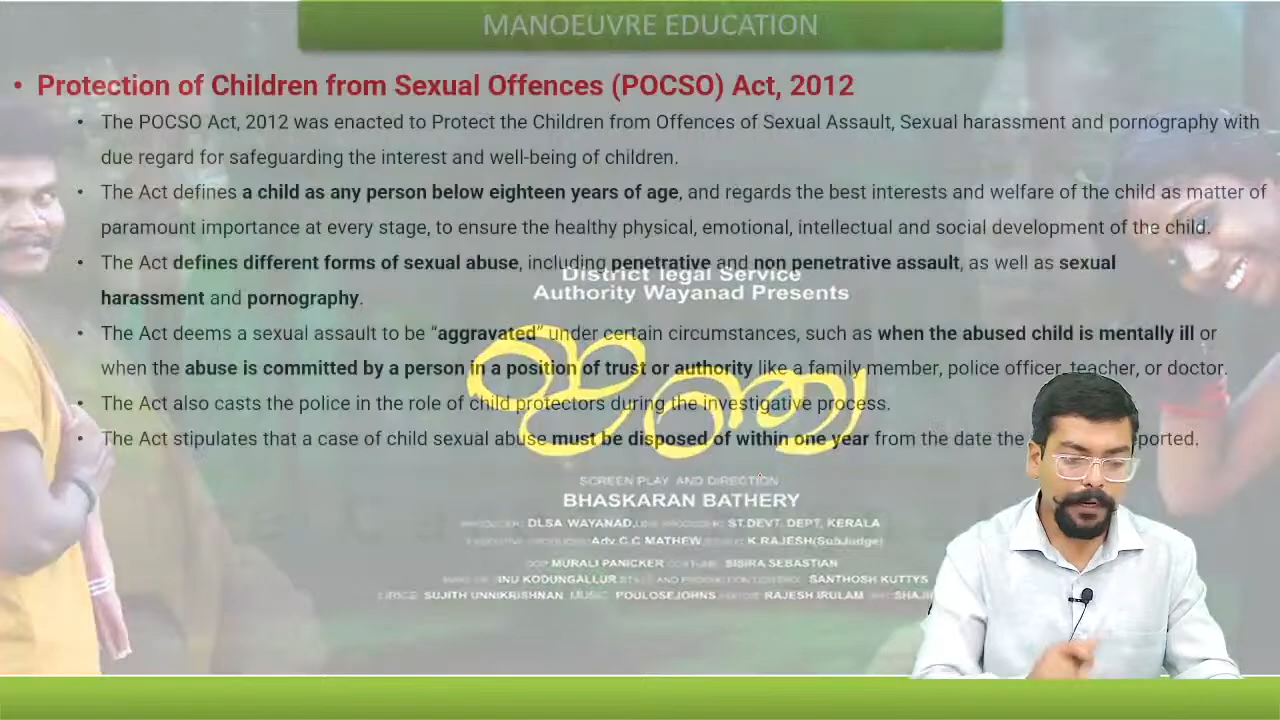 MANOEUVRE EDUCATION
• Protection of Children from Sexual Offences (POCSO) Act, 2012
• The POCSO Act, 2012 was enacted to Protect the Children from Offences of Sexual Assault, Sexual harassment and pornography with
due regard for safeguarding the interest and well-being of children.
• The Act defines a child as any person below eighteen years of age, and regards the best interests and welfare of the child as matter of
paramount importance at every stage, to ensure the healthy physical, emotional, intellectual and social development of the child.
• The Act defines different forms of sexual abuse, including penetrative and non penetrative assault, as well as sexual
harassment and pornography.
• The Act deems a sexual assault to be "aggravated" under certain circumstances, such as when the abused child is mentally ill or
when the abuse is committed by a person in a position of trust or authority like a family member, police officer, teacher, or doctor.
• The Act also casts the police in the role of child protectors during the investigative process.
• The Act stipulates that a case of child sexual abuse must be disposed of within one year from the date the ported.
District legal Service
Authority Wayanad Presents
SCREEN PLAY AND DIRECTION
BHASKARAN BATHERY
DLSA WAYANAD, ST.DEVT. DEPT, KERALA
Adv.C.C MATHEW, K.RAJESH(SubJudge)
MURALI PANICKER SISIRA SEBASTIAN
INU KODUNGALLUR SANTHOSH KUTTYS
SUJITH UNNIKRISHNAN MUSIC POULOSEJOHNS RAJESH IRULAM